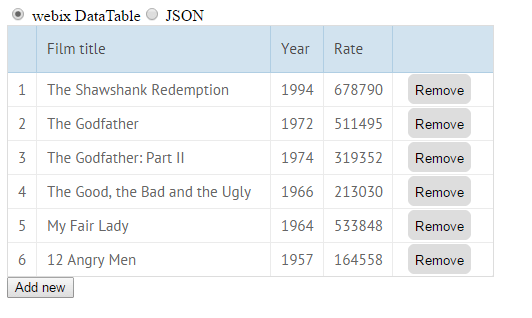 webix DataTable JSON
Film title Year Rate
1 The Shawshank Redemption 1994 678790 Remove
2 The Godfather 1972 511495 Remove
3 The Godfather: Part II 1974 319352 Remove
4 The Good, the Bad and the Ugly 1966 213030 Remove
5 My Fair Lady 1964 533848 Remove
6 12 Angry Men 1957 164558 Remove
Add new